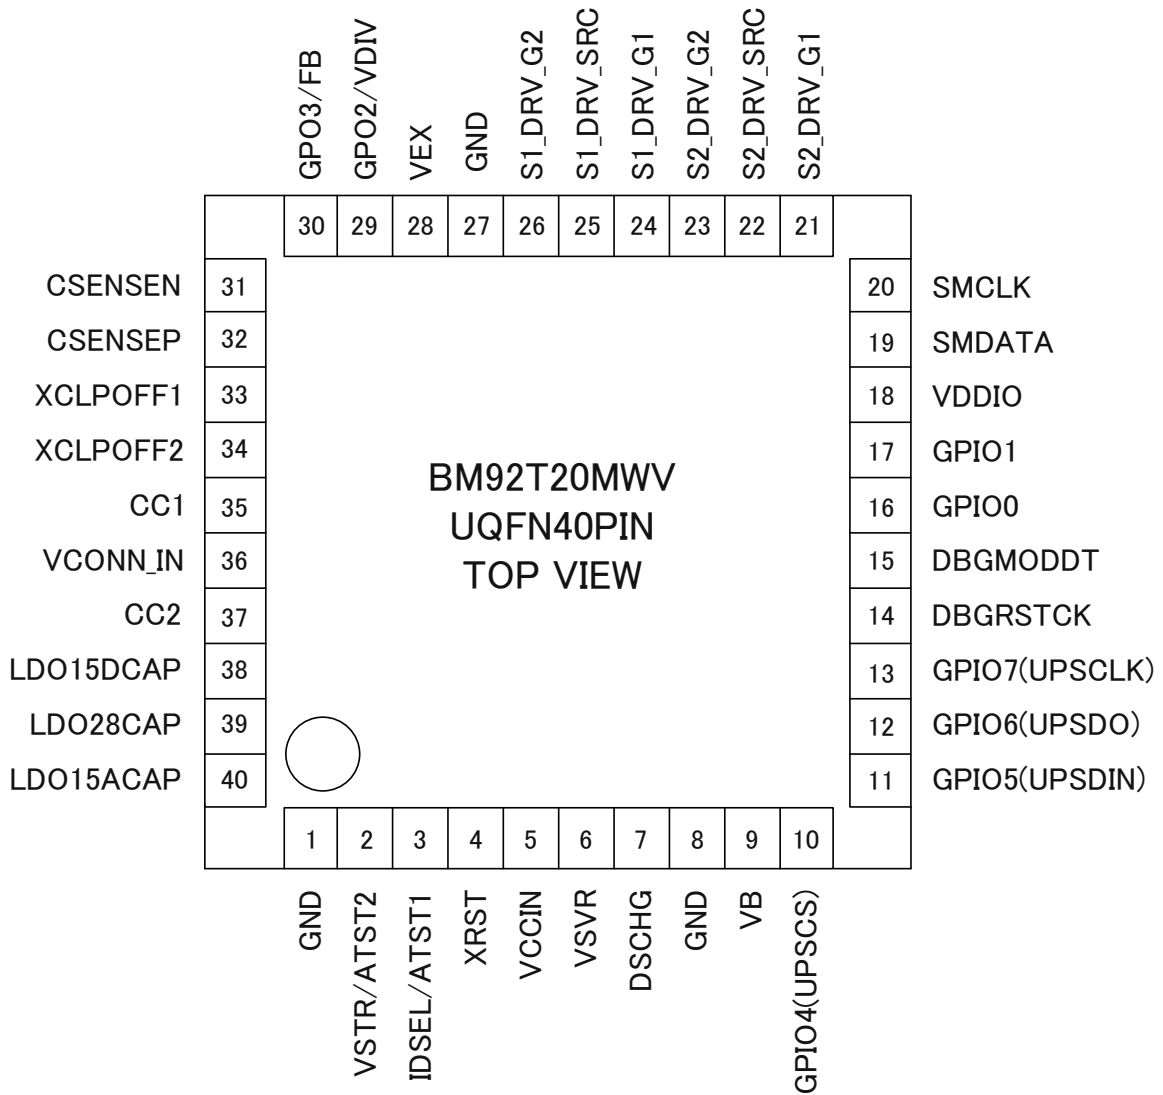 GPO3/FB
GPO2/VDIV
VEX
GND
S1_DRV_G2
S1_DRV_SRC
S1_DRV_G1
S2_DRV_G2
S2_DRV_SRC
S2_DRV_G1
30 29 28 27 26 25 24 23 22 21
CSENSEN 31
CSENSEP 32
XCLPOFF1 33
XCLPOFF2 34
CC1 35
VCONN_IN 36
CC2 37
LDO15DCAP 38
LDO28CAP 39
LDO15ACAP 40
BM92T20MWV
UQFN40PIN
TOP VIEW
20 SMCLK
19 SMDATA
18 VDDIO
17 GPIO1
16 GPIO0
15 DBGMODDT
14 DBGRSTCK
13 GPIO7(UPSCLK)
12 GPIO6(UPSDO)
11 GPIO5(UPSDIN)
1 2 3 4 5 6 7 8 9 10
GND
VSTR/ATST2
IDSEL/ATST1
XRST
VCCIN
VSVR
DSCHG
GND
VB
GPIO4(UPSCS)